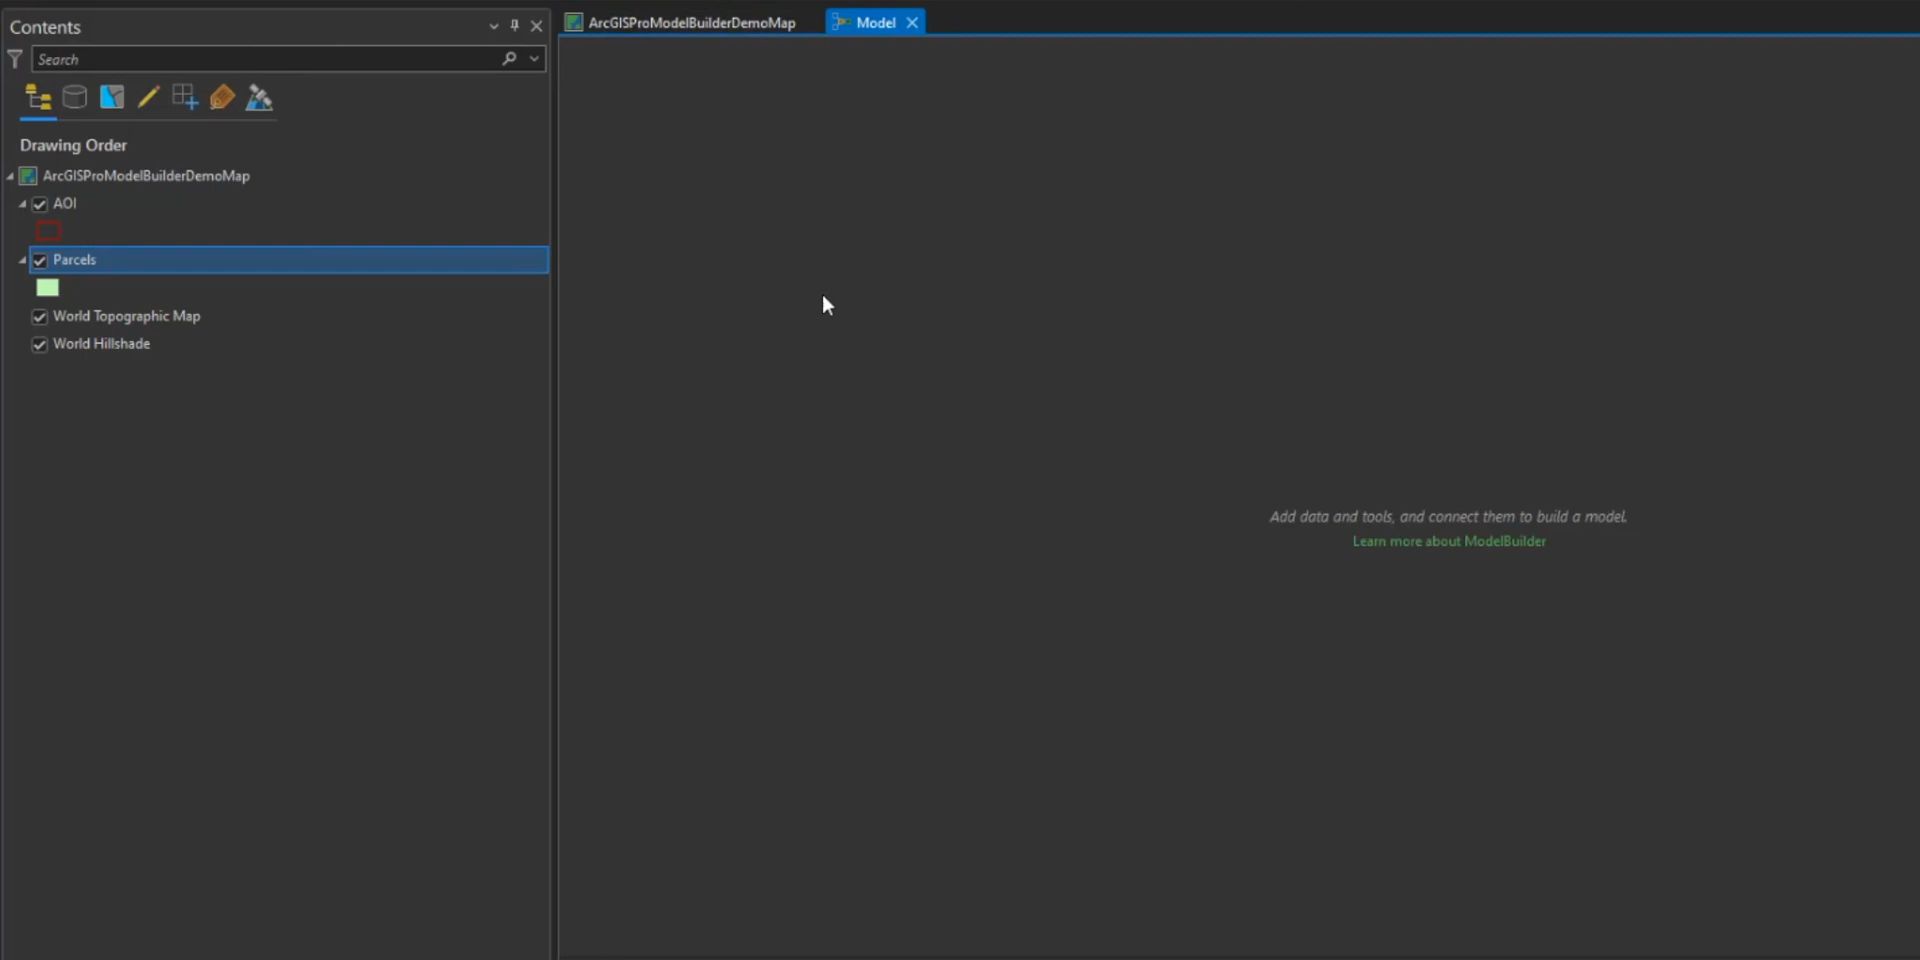 Contents
Search
Drawing Order
ArcGISProModelBuilderDemoMap
AOI
Parcels
World Topographic Map
World Hillshade
ArcGISProModelBuilderDemoMap
Model
Add data and tools, and connect them to build a model.
Learn more about ModelBuilder